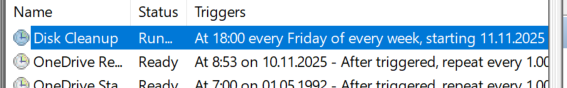 Name Status Triggers
Disk Cleanup Run... At 18:00 every Friday of every week, starting 11.11.2025
OneDrive Re... Ready At 8:53 on 10.11.2025 - After triggered, repeat every 1.00
OneDrive Sta Ready At 7:00 on 01.05.1992 - After triggered, repeat every 1.00